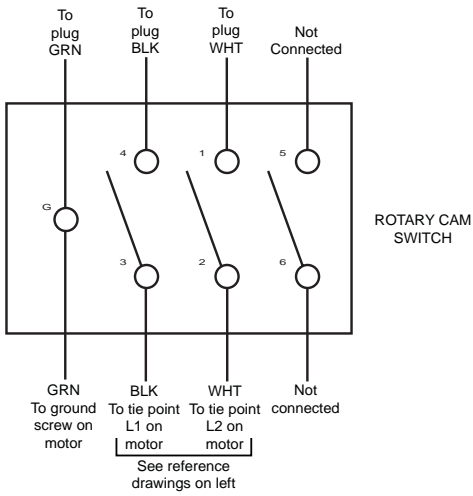 To
plug
GRN
To
plug
BLK
To
plug
WHT
Not
Connected
4
1
5
G
3
2
6
ROTARY CAM
SWITCH
GRN
To ground
screw on
motor
BLK
To tie point
L1 on
motor
WHT
To tie point
L2 on
motor
Not
connected
See reference
drawings on left